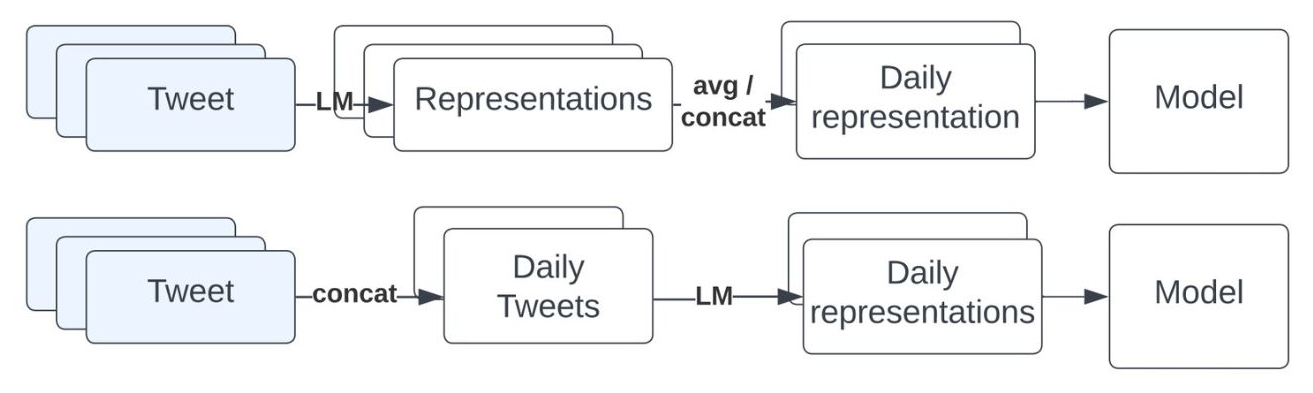 Tweet
LM
Representations
avg /
concat
Daily
representation
Model
Tweet
concat
Daily
Tweets
LM
Daily
representations
Model